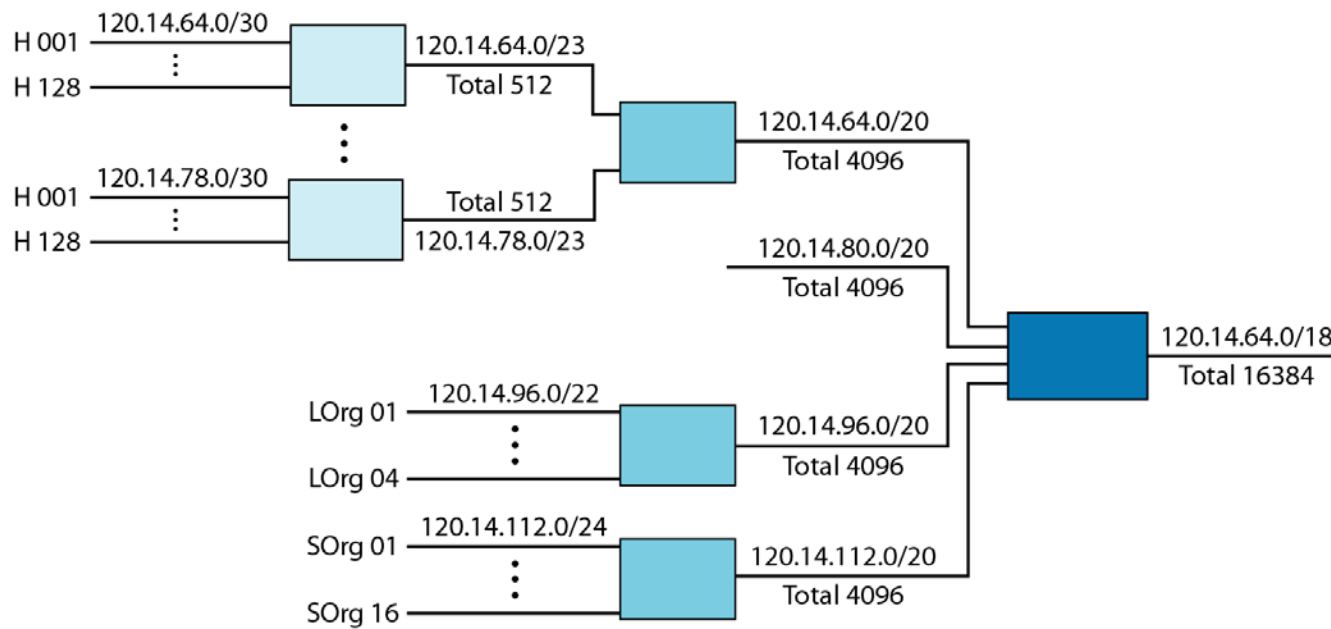 120.14.64.0/30
H 001
H 128
120.14.64.0/23
Total 512
120.14.78.0/30
H 001
H 128
Total 512
120.14.78.0/23
120.14.64.0/20
Total 4096
120.14.80.0/20
Total 4096
120.14.96.0/22
LOrg 01
LOrg 04
120.14.96.0/20
Total 4096
120.14.112.0/24
SOrg 01
SOrg 16
120.14.112.0/20
Total 4096
120.14.64.0/18
Total 16384